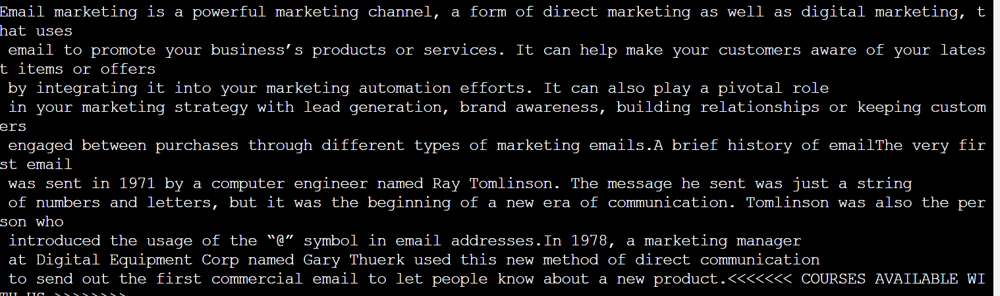 Email marketing is a powerful marketing channel, a form of direct marketing as well as digital marketing, t
hat uses
 email to promote your business’s products or services. It can help make your customers aware of your lates
t items or offers
 by integrating it into your marketing automation efforts. It can also play a pivotal role
 in your marketing strategy with lead generation, brand awareness, building relationships or keeping custom
ers
 engaged between purchases through different types of marketing emails.A brief history of emailThe very fir
st email
 was sent in 1971 by a computer engineer named Ray Tomlinson. The message he sent was just a string
 of numbers and letters, but it was the beginning of a new era of communication. Tomlinson was also the per
son who
 introduced the usage of the “@” symbol in email addresses.In 1978, a marketing manager
 at Digital Equipment Corp named Gary Thuerk used this new method of direct communication
 to send out the first commercial email to let people know about a new product.<<<<<<< COURSES AVAILABLE WI
TH US >>>>>>>>